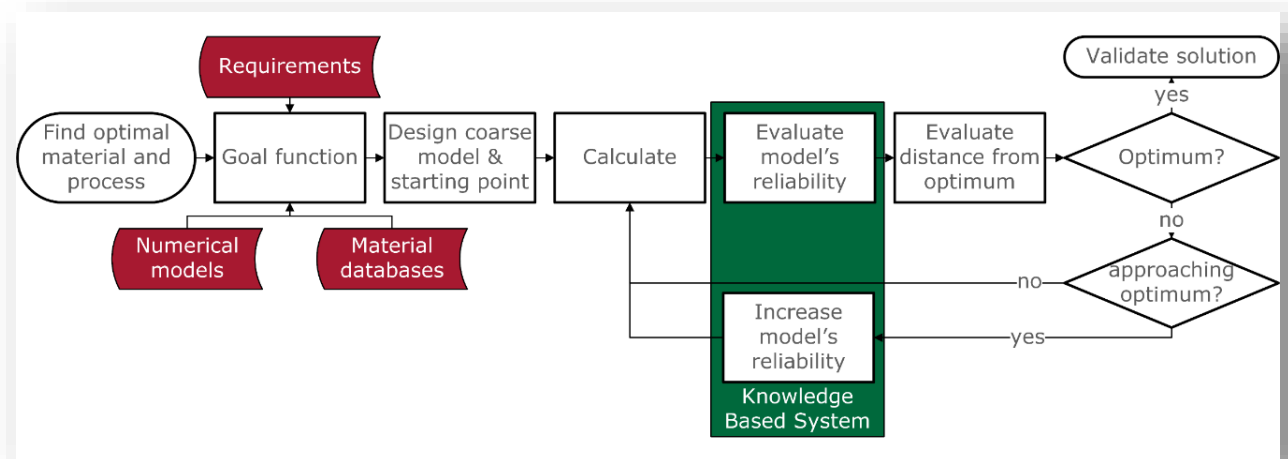 Requirements
Find optimal
material and
process
Goal function
Design coarse
model &
starting point
Calculate
Evaluate
model's
reliability
Evaluate
distance from
optimum
Optimum?
yes
Validate solution
no
approaching
optimum?
no
yes
Increase
model's
reliability
Knowledge
Based System
Numerical
models
Material
databases